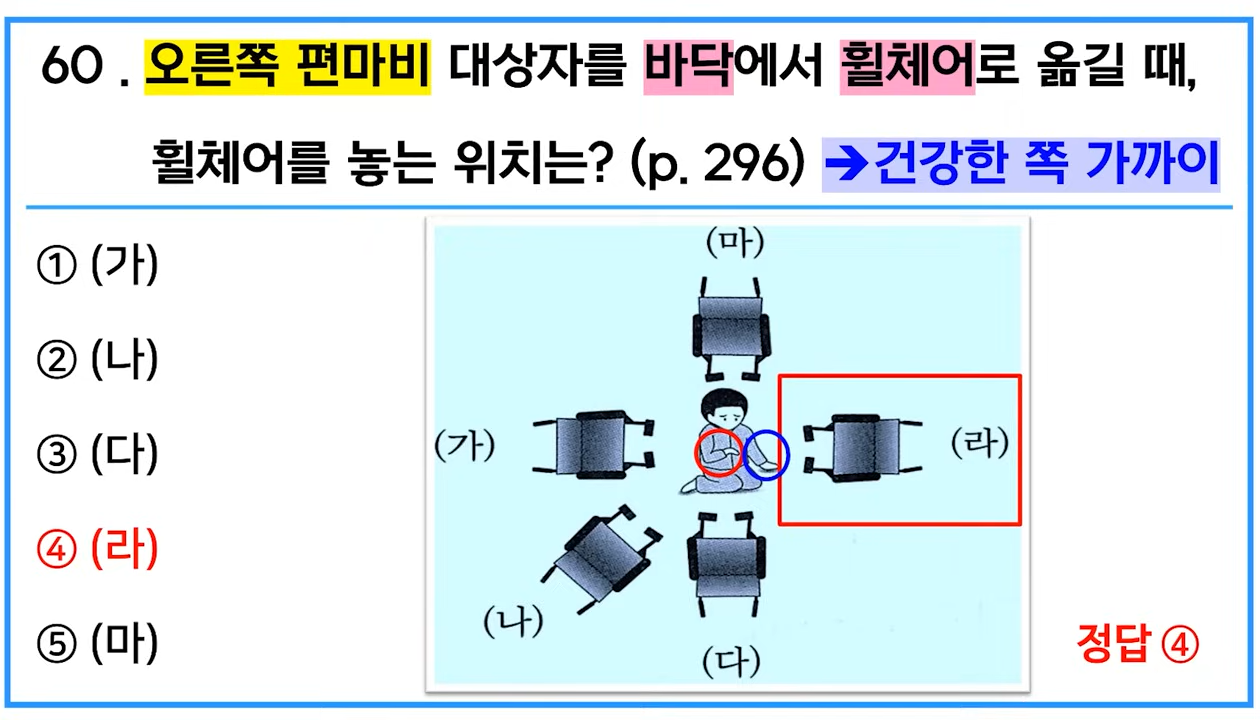 60 . 오른쪽 편마비 대상자를 바닥에서 휠체어로 옮길 때,
휠체어를 놓는 위치는? (p. 296) ➔건강한 쪽 가까이
① (가)
② (나)
③ (다)
④ (라)
⑤ (마)
(마)
(가)
(라)
(나)
(다)
정답 ④